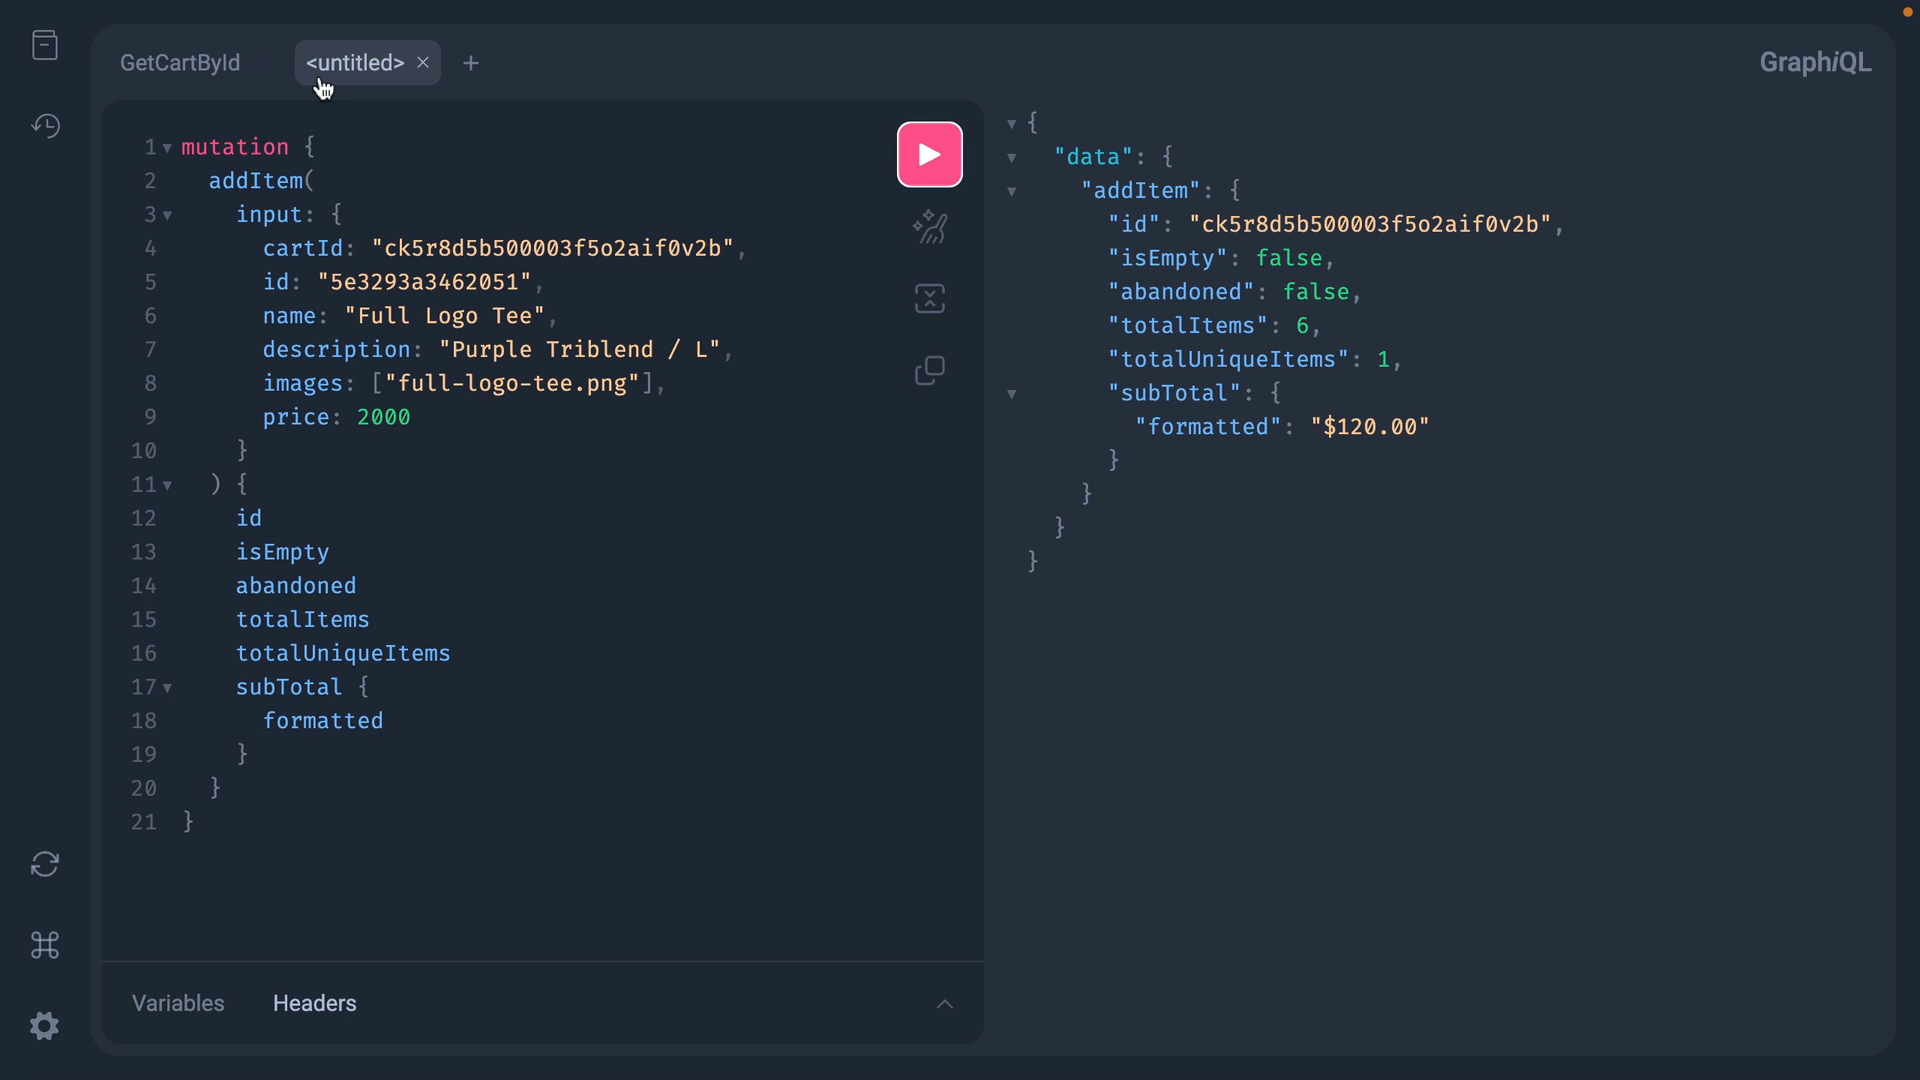 GetCartById
<untitled> × +
GraphiQL
1 mutation {
2 addItem(
3 input: {
4 cartId: "ck5r8d5b500003f5o2aif0v2b",
5 id: "5e3293a3462051",
6 name: "Full Logo Tee",
7 description: "Purple Triblend / L",
8 images: ["full-logo-tee.png"],
9 price: 2000
10 }
11 ) {
12 id
13 isEmpty
14 abandoned
15 totalItems
16 totalUniqueItems
17 subTotal {
18 formatted
19 }
20 }
21 }
{
"data": {
"addItem": {
"id": "ck5r8d5b500003f5o2aif0v2b",
"isEmpty": false,
"abandoned": false,
"totalItems": 6,
"totalUniqueItems": 1,
"subTotal": {
"formatted": "$120.00"
}
}
}
}
Variables Headers